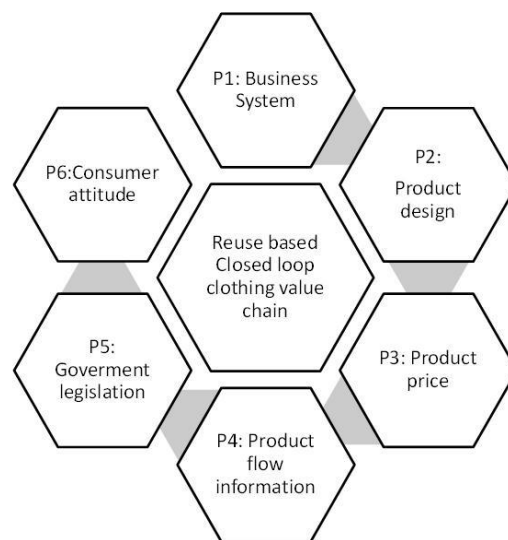 P1: Business
System
P2:
Product
design
P3: Product
price
P4: Product
flow
information
P5:
Goverment
legislation
P6:Consumer
attitude
Reuse based
Closed loop
clothing value
chain